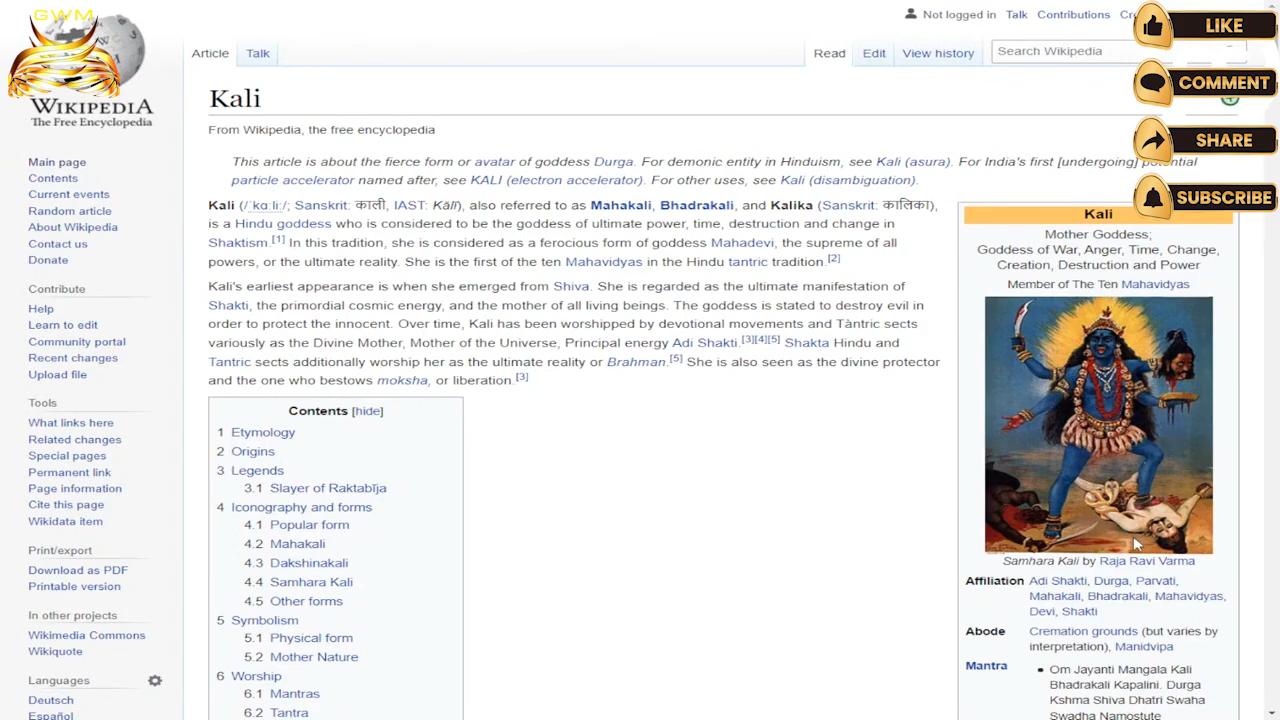 GWM
WIKIPEDIA
The Free Encyclopedia
Main page
Contents
Current events
Random article
About Wikipedia
Contact us
Donate
Contribute
Help
Learn to edit
Community portal
Recent changes
Upload file
Tools
What links here
Related changes
Special pages
Permanent link
Page information
Cite this page
Wikidata item
Print/export
Download as PDF
Printable version
In other projects
Wikimedia Commons
Wikiquote
Languages
Deutsch
Español
Not logged in Talk Contributions
Article Talk
Read Edit View history Search Wikipedia
Kali
From Wikipedia, the free encyclopedia
This article is about the fierce form or avatar of goddess Durga. For demonic entity in Hinduism, see Kali (asura). For India's first [undergoing] potential
particle accelerator named after, see KALI (electron accelerator). For other uses, see Kali (disambiguation).
Kali (/ˈkɑːliː/; Sanskrit: काली, IAST: Kālī), also referred to as Mahakali, Bhadrakali, and Kalika (Sanskrit: कालिका),
is a Hindu goddess who is considered to be the goddess of ultimate power, time, destruction and change in
Shaktism.[1] In this tradition, she is considered as a ferocious form of goddess Mahadevi, the supreme of all
powers, or the ultimate reality. She is the first of the ten Mahavidyas in the Hindu tantric tradition.[2]
Kali's earliest appearance is when she emerged from Shiva. She is regarded as the ultimate manifestation of
Shakti, the primordial cosmic energy, and the mother of all living beings. The goddess is stated to destroy evil in
order to protect the innocent. Over time, Kali has been worshipped by devotional movements and Tàntric sects
variously as the Divine Mother, Mother of the Universe, Principal energy Adi Shakti.[3][4][5] Shakta Hindu and
Tantric sects additionally worship her as the ultimate reality or Brahman.[5] She is also seen as the divine protector
and the one who bestows moksha, or liberation.[3]
Contents [hide]
1 Etymology
2 Origins
3 Legends
3.1 Slayer of Raktabīja
4 Iconography and forms
4.1 Popular form
4.2 Mahakali
4.3 Dakshinakali
4.4 Samhara Kali
4.5 Other forms
5 Symbolism
5.1 Physical form
5.2 Mother Nature
6 Worship
6.1 Mantras
6.2 Tantra
Kali
Mother Goddess;
Goddess of War, Anger, Time, Change,
Creation, Destruction and Power
Member of The Ten Mahavidyas
Samhara Kali by Raja Ravi Varma
Affiliation Adi Shakti, Durga, Parvati,
Mahakali, Bhadrakali, Mahavidyas,
Devi, Shakti
Abode Cremation grounds (but varies by
interpretation), Manidvipa
Mantra • Om Jayanti Mangala Kali
Bhadrakali Kapalini. Durga
Kshma Shiva Dhatri Swaha
Swadha Namostute
LIKE
COMMENT
SHARE
SUBSCRIBE